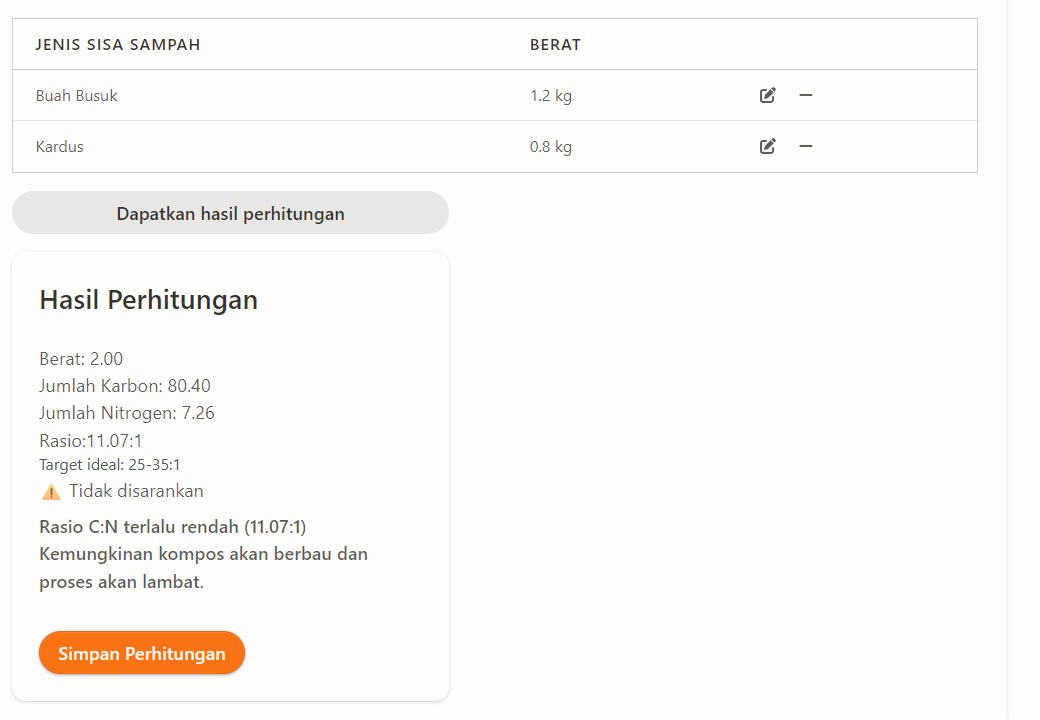 JENIS SISA SAMPAH BERAT
Buah Busuk 1.2 kg
Kardus 0.8 kg
Dapatkan hasil perhitungan
Hasil Perhitungan
Berat: 2.00
Jumlah Karbon: 80.40
Jumlah Nitrogen: 7.26
Rasio:11.07:1
Target ideal: 25-35:1
⚠️ Tidak disarankan
Rasio C:N terlalu rendah (11.07:1)
Kemungkinan kompos akan berbau dan
proses akan lambat.
Simpan Perhitungan